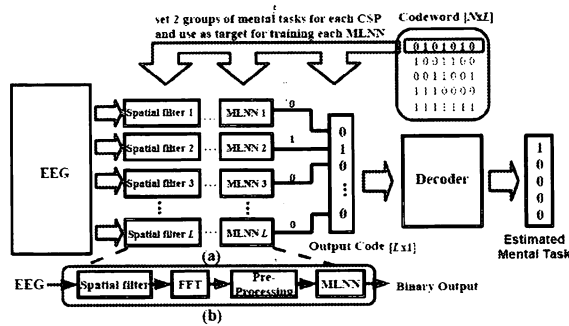 set 2 groups of mental tasks for each CSP
and use as target for training each MLNN
Codeword [NxL]
0 1 0 1 0 1 0
1 0 0 1 1 0 0
0 0 1 1 0 0 1
1 1 1 0 0 0 0
1 1 1 1 1 1 1
EEG
Spatial filter 1 ... MLNN 1 0
Spatial filter 2 ... MLNN 2 1
Spatial filter 3 ... MLNN 3 0
Spatial filter L ... MLNN L 0
0
1
0
0
Output Code [Lx1]
Decoder
1
0
0
0
0
Estimated
Mental Task
(a)
EEG Spatial filter FFT Pre-Processing MLNN Binary Output
(b)